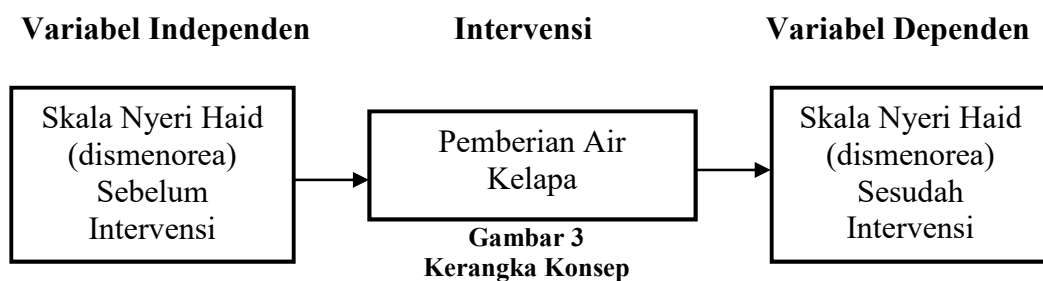 Variabel Independen
Intervensi
Variabel Dependen
Skala Nyeri Haid
(dismenorea)
Sebelum
Intervensi
Pemberian Air
Kelapa
Skala Nyeri Haid
(dismenorea)
Sesudah
Intervensi
Gambar 3
Kerangka Konsep